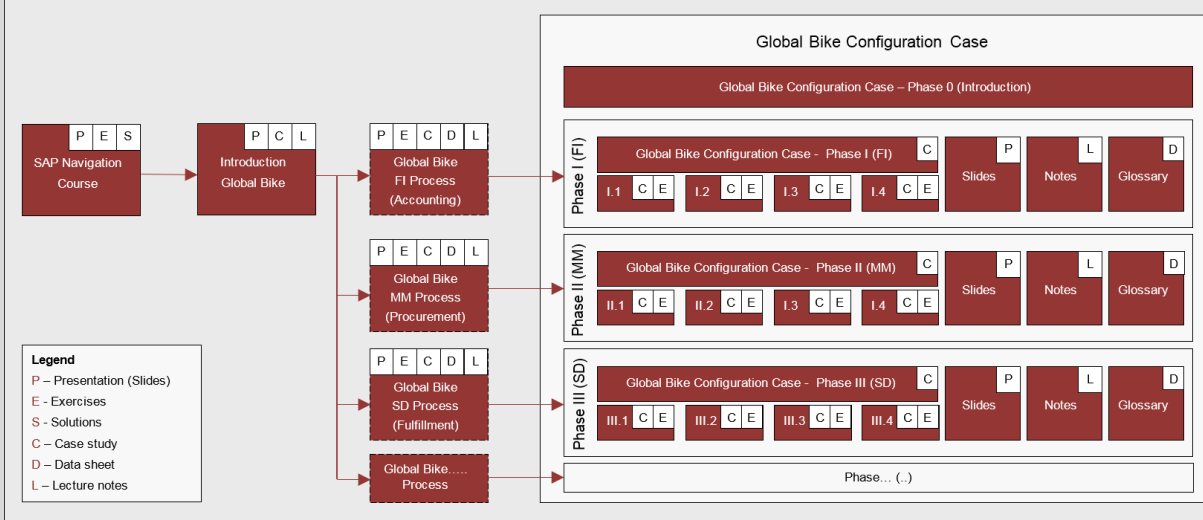 Global Bike Configuration Case
Global Bike Configuration Case – Phase 0 (Introduction)
P E S
SAP Navigation
Course
P C L
Introduction
Global Bike
P E C D L
Global Bike
FI Process
(Accounting)
P E C D L
Global Bike
MM Process
(Procurement)
P E C D L
Global Bike
SD Process
(Fulfillment)
Global Bike.....
Process
Phase I (FI)
Global Bike Configuration Case - Phase I (FI) C
I.1 C E I.2 C E I.3 C E I.4 C E
P
Slides
L
Notes
D
Glossary
Phase II (MM)
Global Bike Configuration Case - Phase II (MM) C
II.1 C E II.2 C E I.3 C E I.4 C E
P
Slides
L
Notes
D
Glossary
Phase III (SD)
Global Bike Configuration Case - Phase III (SD) C
III.1 C E III.2 C E III.3 C E III.4 C E
P
Slides
L
Notes
D
Glossary
Phase... (..)
Legend
P – Presentation (Slides)
E - Exercises
S - Solutions
C – Case study
D – Data sheet
L – Lecture notes